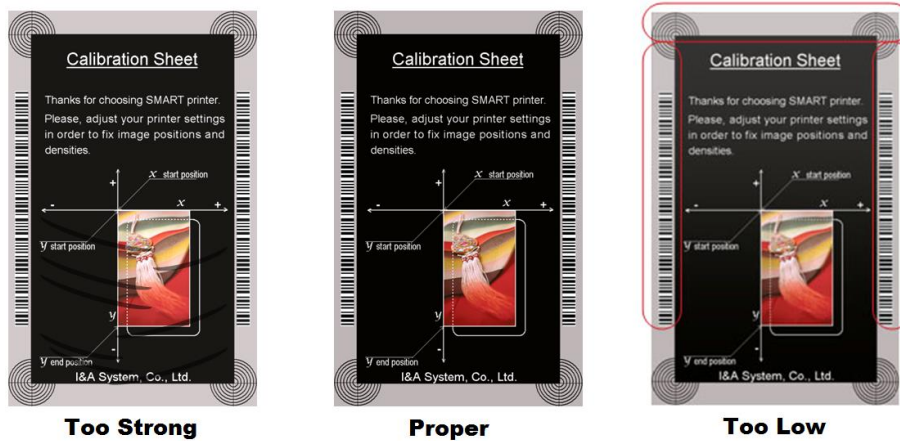 Calibration Sheet
Thanks for choosing SMART printer.
Please, adjust your printer settings
in order to fix image positions and
densities.
x start position
+
- x +
y start position
y
-
y end position
I&A System, Co., Ltd.
Too Strong
Calibration Sheet
Thanks for choosing SMART printer.
Please, adjust your printer settings
in order to fix image positions and
densities.
x start position
+
- x +
y start position
y
-
y end position
I&A System, Co., Ltd.
Proper
Calibration Sheet
Thanks for choosing SMART printer.
Please, adjust your printer settings
in order to fix image positions and
densities.
x start position
+
- x +
y start position
y
-
y end position
I&A System, Co., Ltd.
Too Low